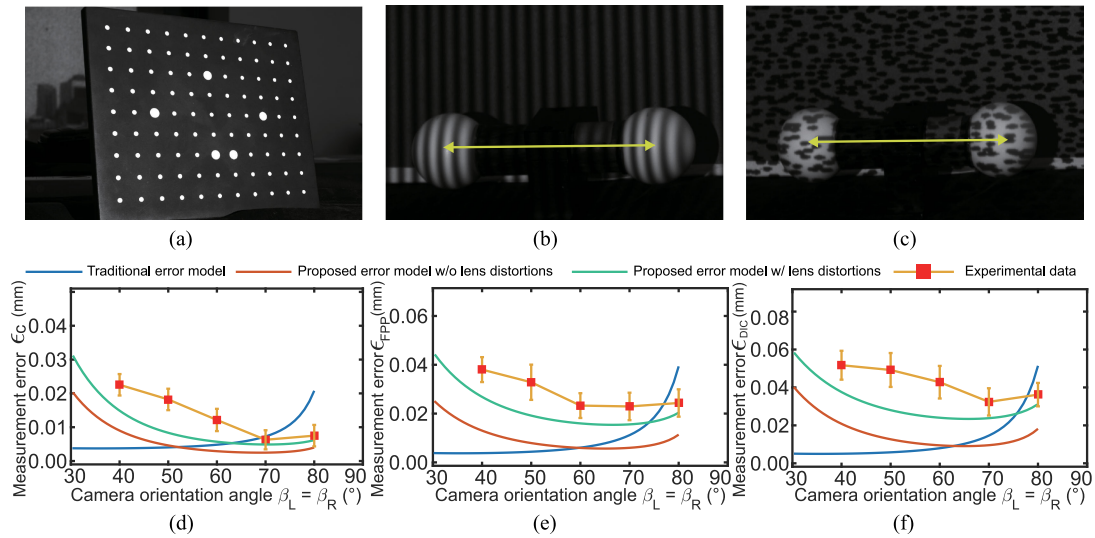 (a)
(b)
(c)
Traditional error model
Proposed error model w/o lens distortions
Proposed error model w/ lens distortions
Experimental data
Measurement error ϵC (mm)
0.04
0.03
0.02
0.01
0.00
30 40 50 60 70 80 90
Camera orientation angle βL = βR (°)
(d)
Measurement error ϵFPP (mm)
0.06
0.04
0.02
0.00
30 40 50 60 70 80 90
Camera orientation angle βL = βR (°)
(e)
Measurement error ϵDIC (mm)
0.08
0.06
0.04
0.02
0.00
30 40 50 60 70 80 90
Camera orientation angle βL = βR (°)
(f)